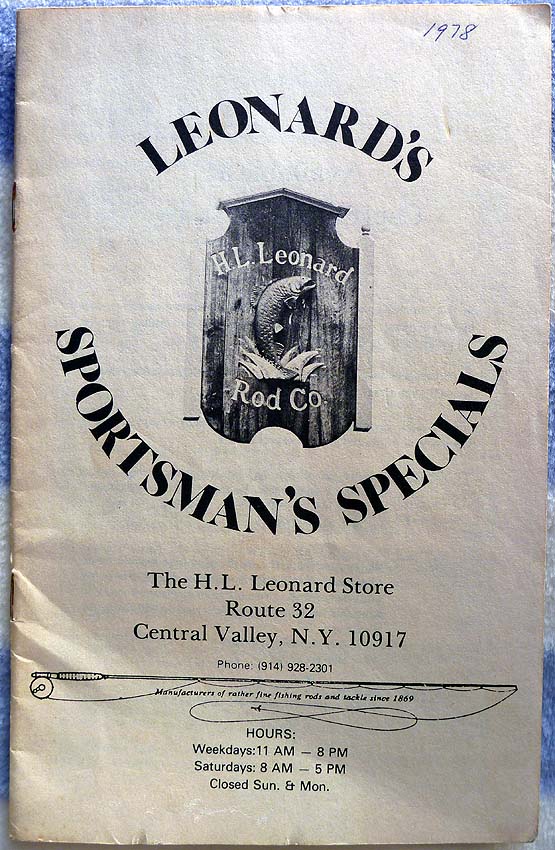 1978
LEONARD'S
H.L. Leonard
Rod Co.
SPORTSMAN'S SPECIALS
The H.L. Leonard Store
Route 32
Central Valley, N.Y. 10917
Phone: (914) 928-2301
Manufacturers of rather fine fishing rods and tackle since 1869
HOURS:
Weekdays:11 AM — 8 PM
Saturdays: 8 AM — 5 PM
Closed Sun. & Mon.